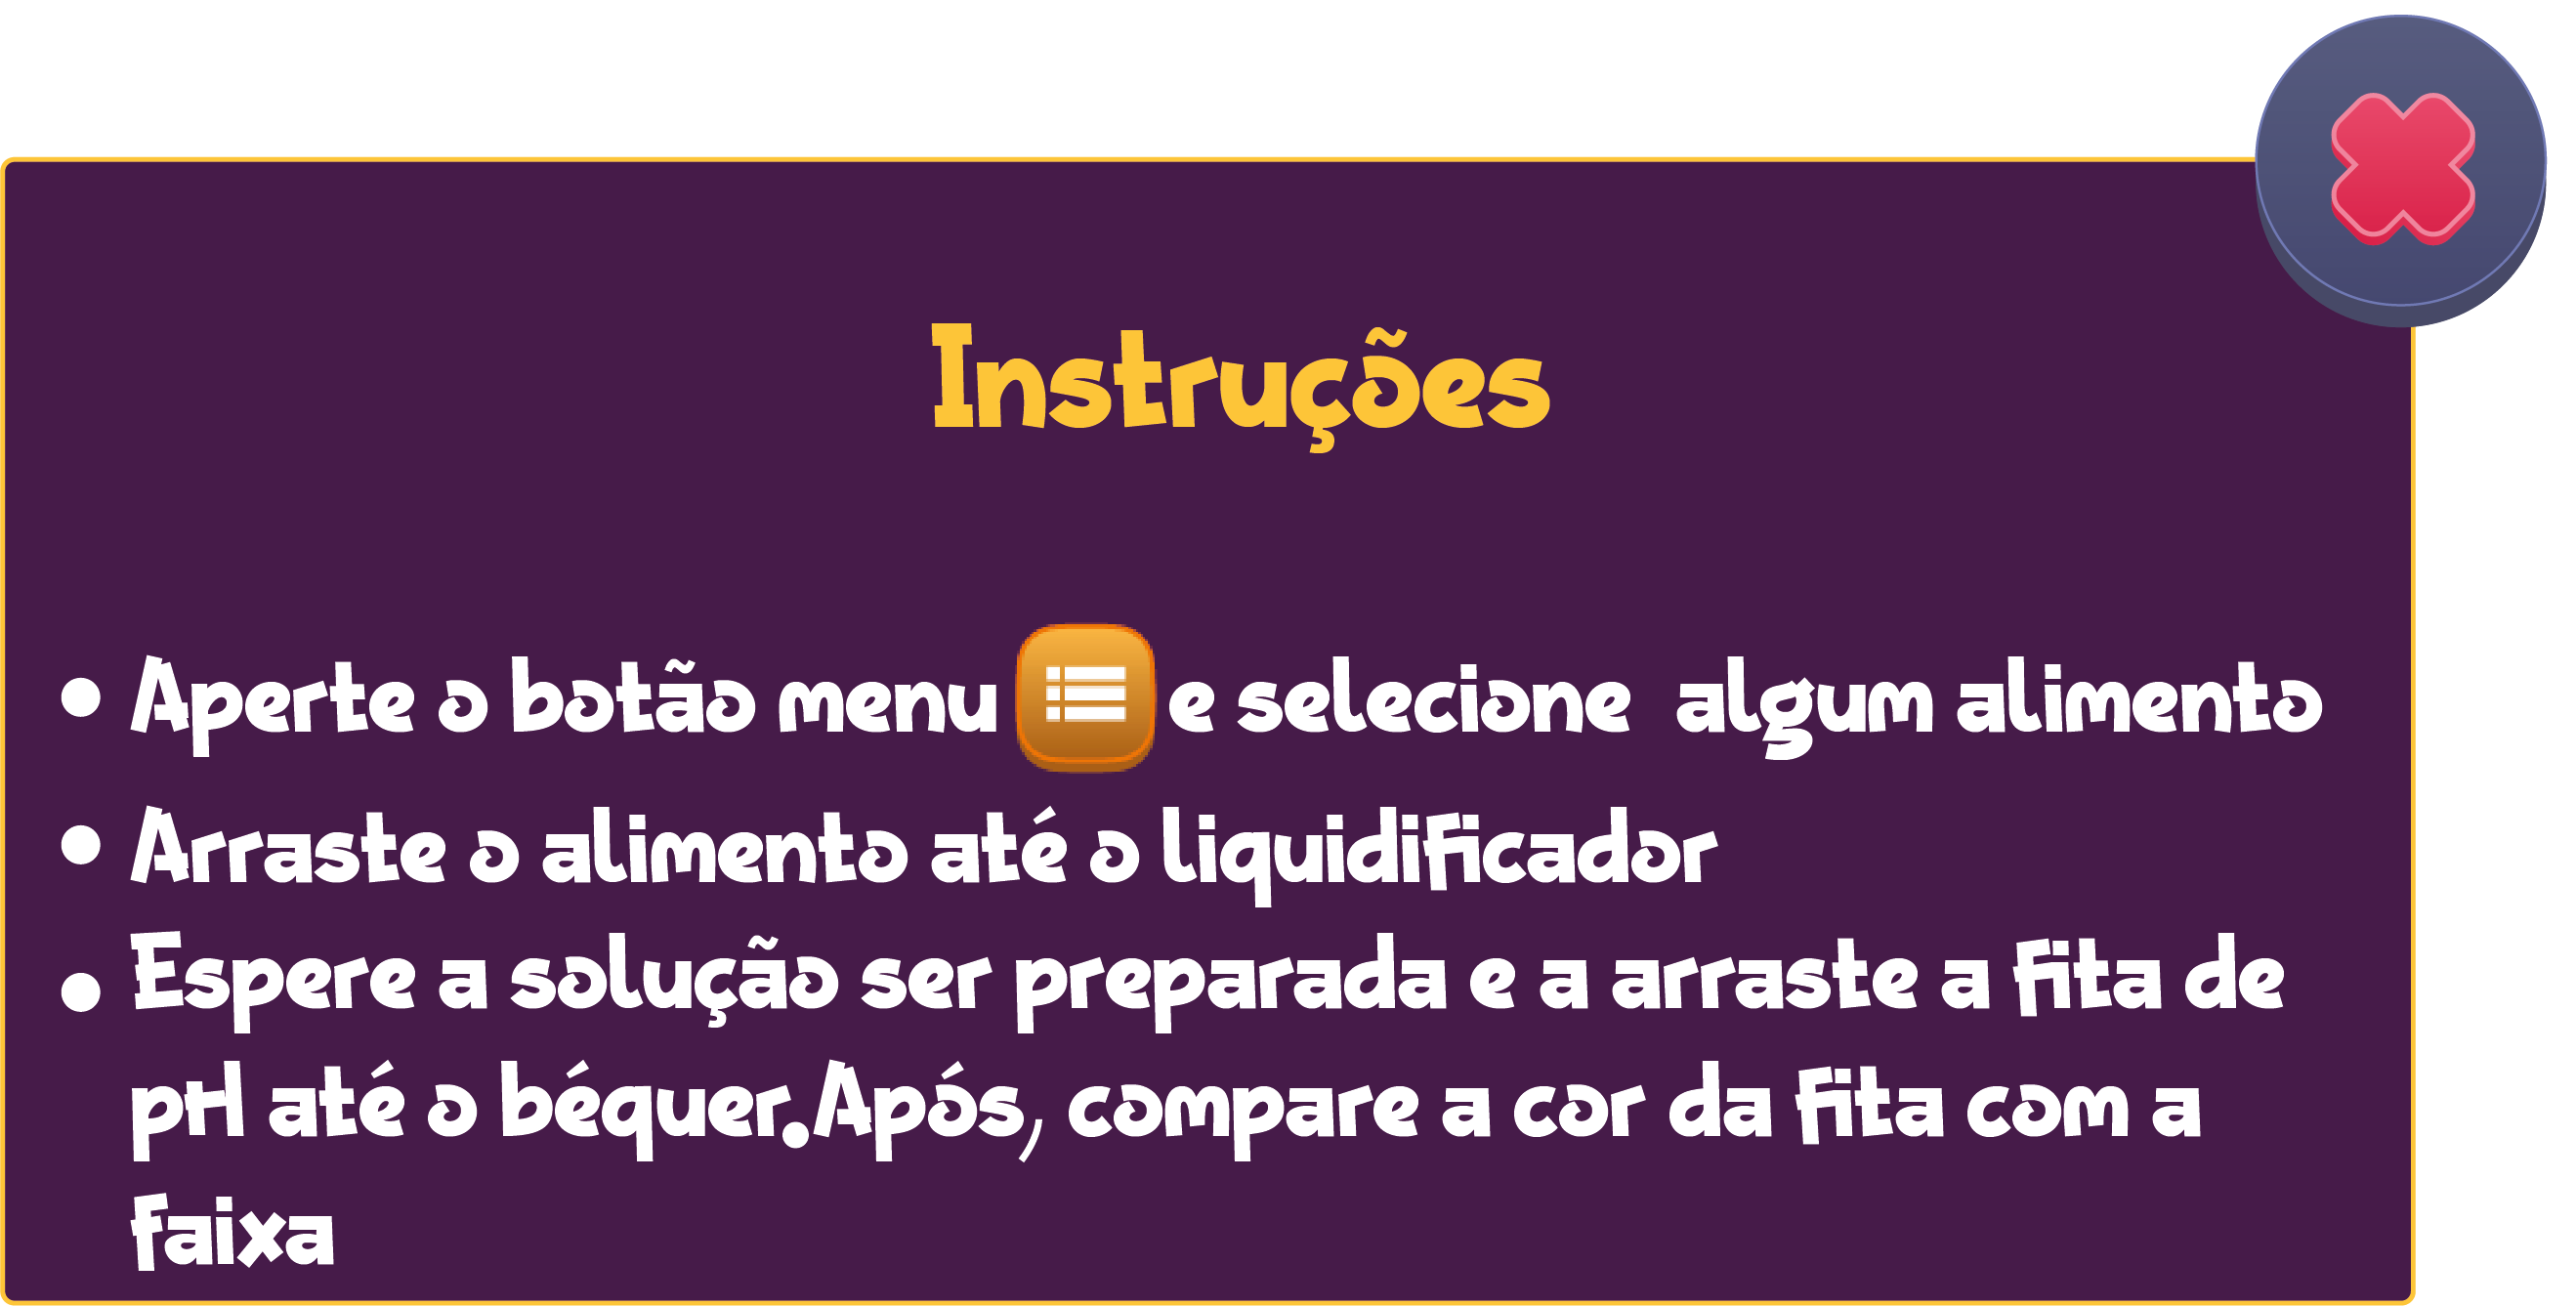 Instruções
• Aperte o botão menu e selecione algum alimento
• Arraste o alimento até o liquidificador
• Espere a solução ser preparada e a arraste a fita de
pH até o béquer.Após, compare a cor da fita com a
faixa